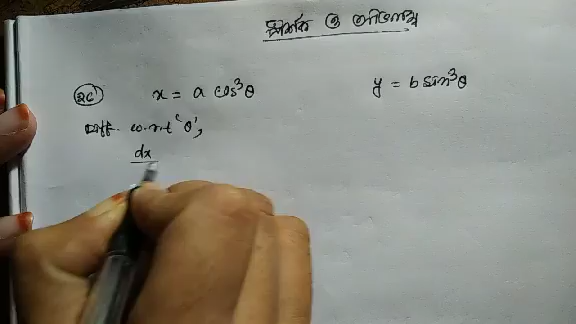 স্পর্শক ও অভিলম্ব
২৫) x = a cos³θ y = b sin³θ
Diff. w.r.t 'θ',
dx